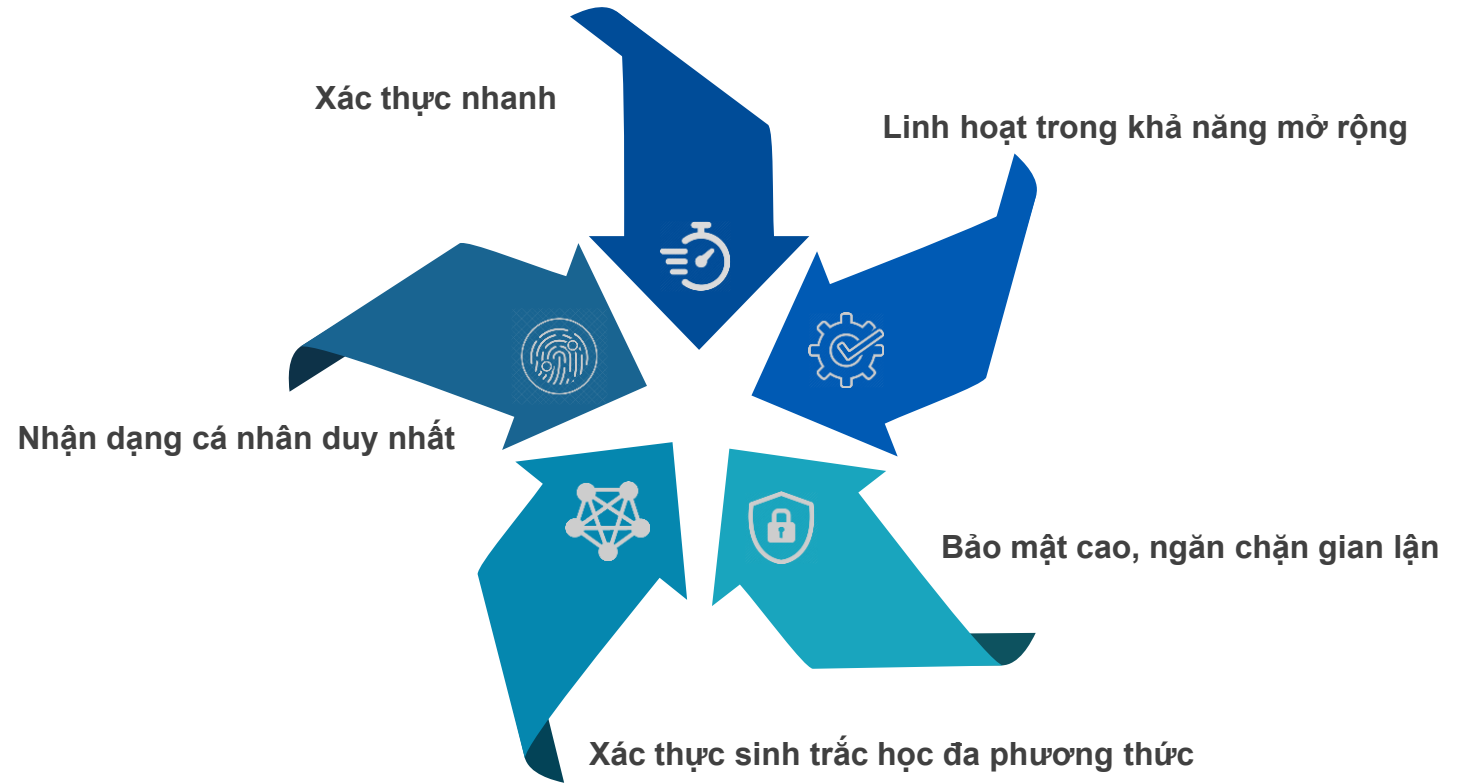 Xác thực nhanh
Linh hoạt trong khả năng mở rộng
Nhận dạng cá nhân duy nhất
Bảo mật cao, ngăn chặn gian lận
Xác thực sinh trắc học đa phương thức